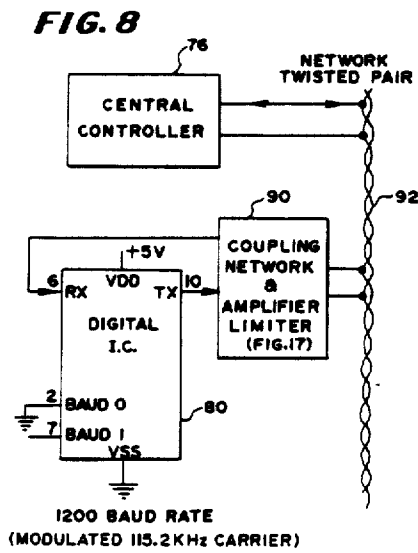 FIG. 8
76
NETWORK
TWISTED PAIR
CENTRAL
CONTROLLER
90
92
+5V
COUPLING
NETWORK
&
AMPLIFIER
LIMITER
(FIG.17)
6
RX
VDD
TX
10
DIGITAL
I.C.
2
BAUD 0
80
7
BAUD 1
VSS
1200 BAUD RATE
(MODULATED 115.2KHz CARRIER)